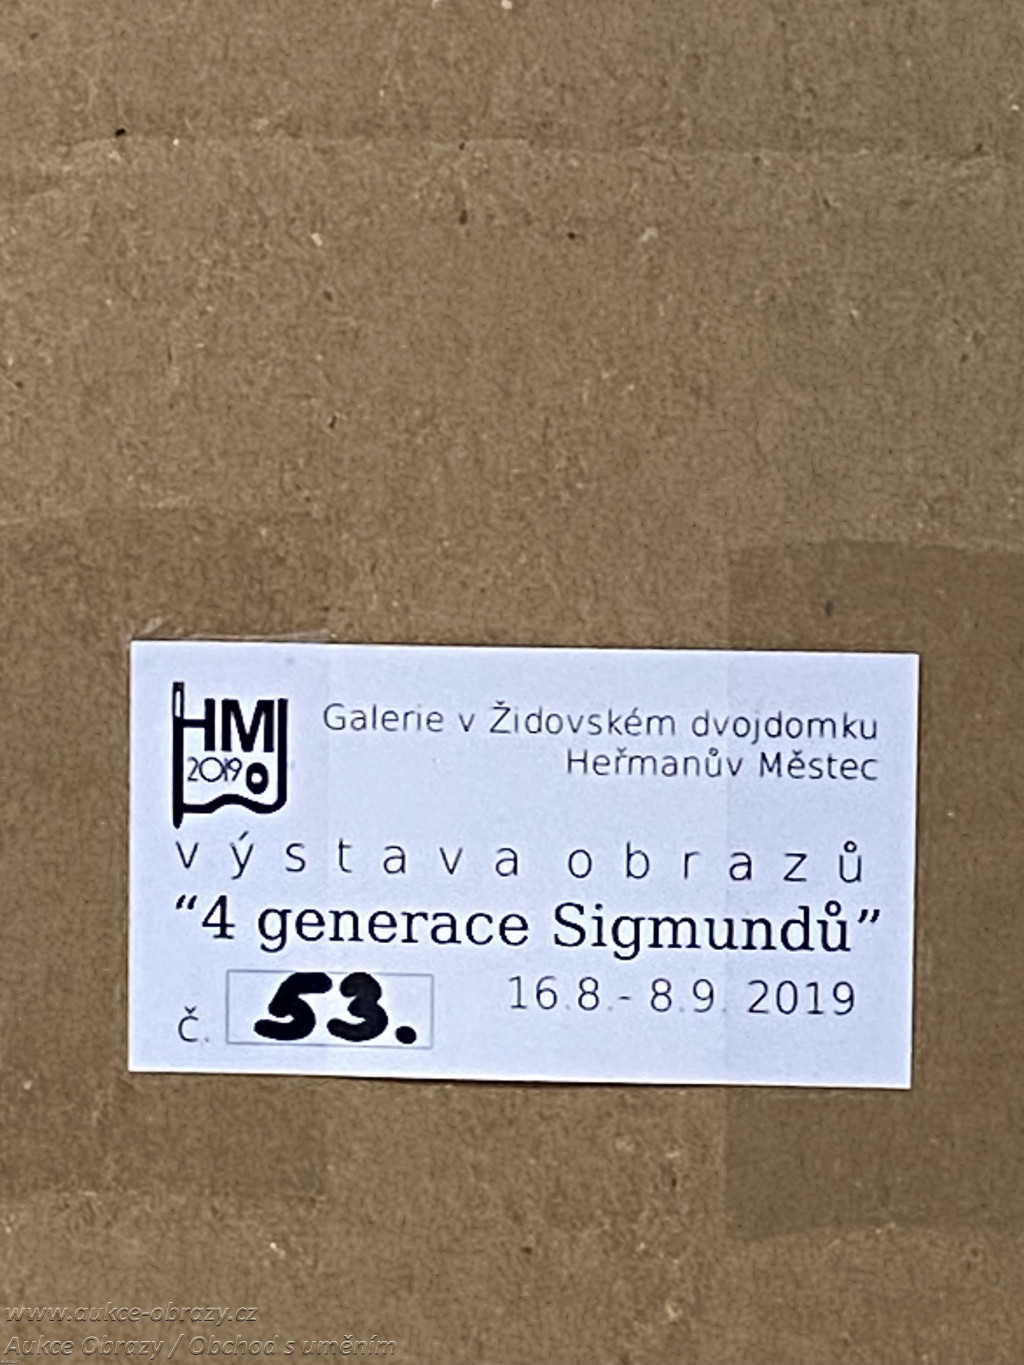 HM
2019
Galerie v Židovském dvojdomku
Heřmanův Městec
výstava obrazů
“4 generace Sigmundů”
č. 53.
16.8.- 8.9. 2019
www.aukce-obrazy.cz
Aukce Obrazy / Obchod s uměním